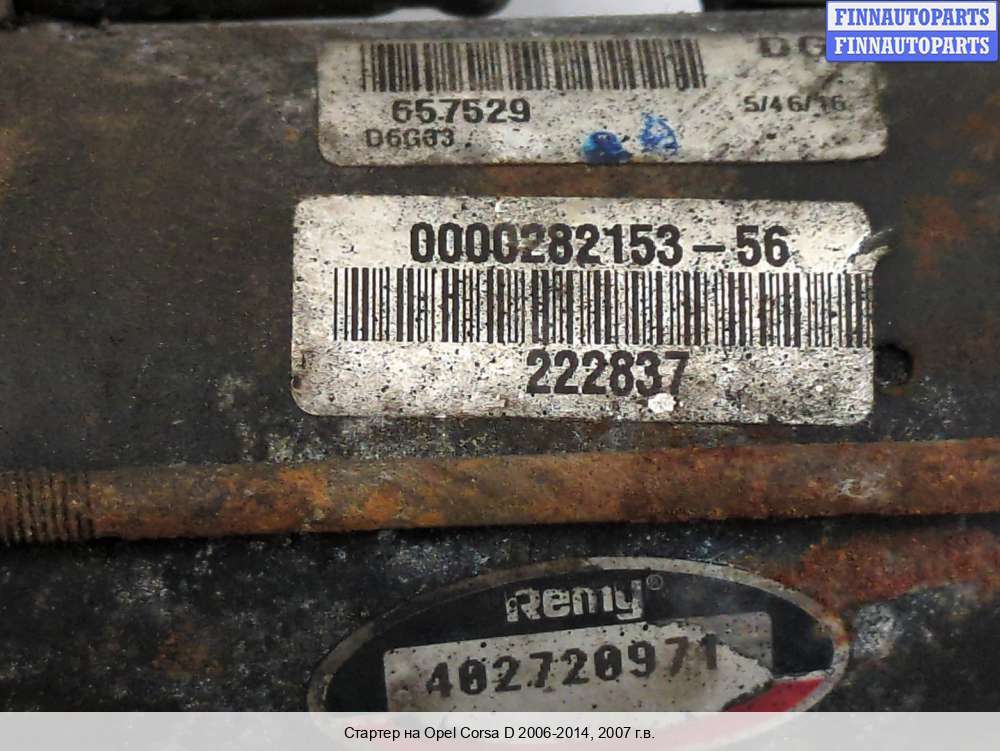 FINNAUTOPARTS
FINNAUTOPARTS
657529
5/46/16
D6G03
0000282153-56
222837
Remy®
402720971
Стартер на Opel Corsa D 2006-2014, 2007 г.в.